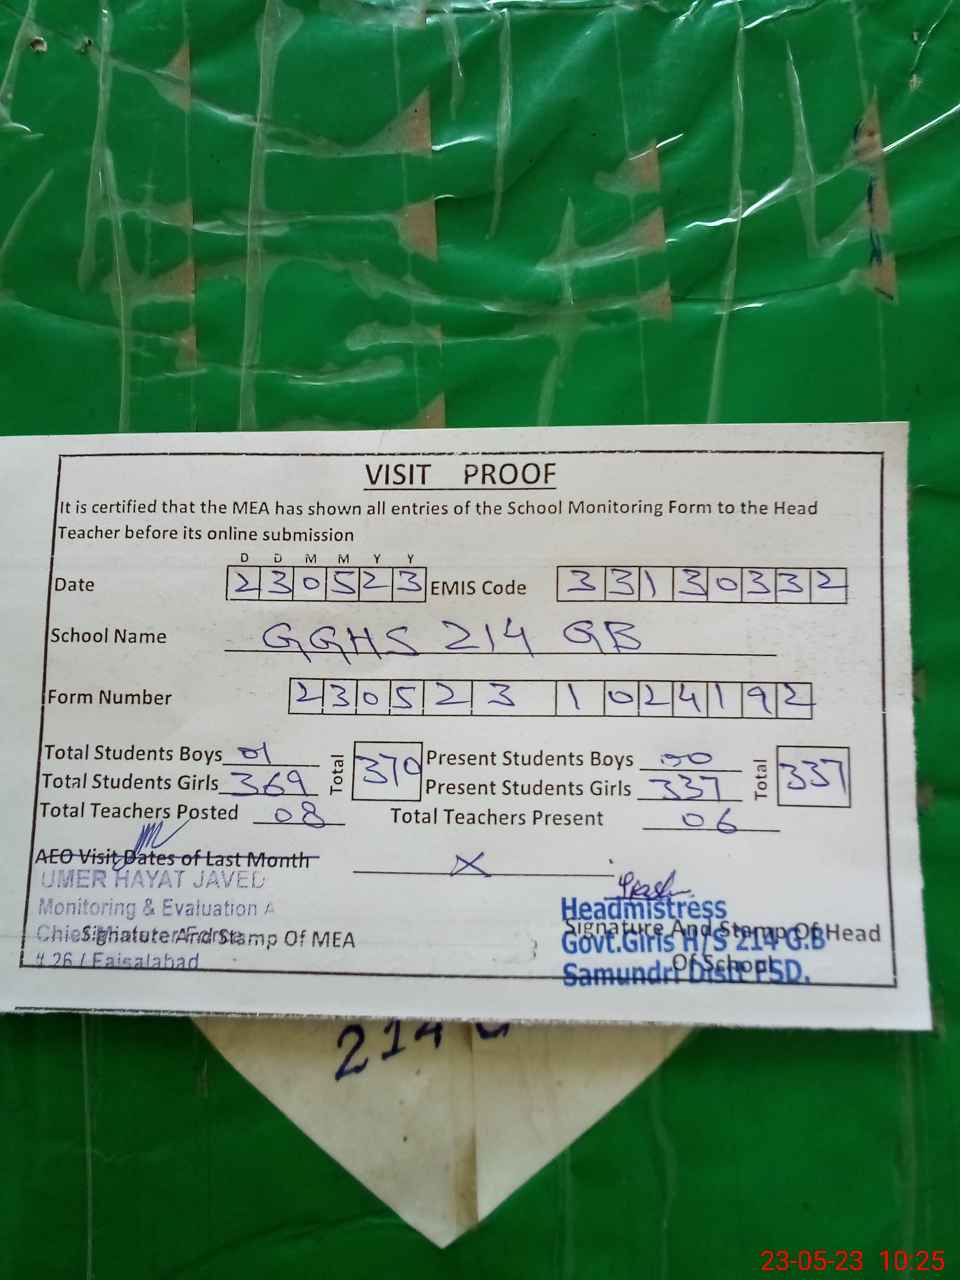 VISIT PROOF
It is certified that the MEA has shown all entries of the School Monitoring Form to the Head
Teacher before its online submission
D D M M Y Y
Date 230523 EMIS Code 33130332
School Name GGHS 214 GB
Form Number 2305231024192
Total Students Boys 01 Total 370 Present Students Boys 00 Total 337
Total Students Girls 369 Present Students Girls 337
Total Teachers Posted 08 Total Teachers Present 06
AEO Visit Dates of Last Month X
UMER HAYAT JAVED
Monitoring & Evaluation A
Signature And Stamp Of MEA
# 26 / Faisalabad
Headmistress
Signature And Stamp Of Head
Govt.Girls H/S 214 G.B
Of School
Samundri Distt FSD.
214
23-05-23 10:25